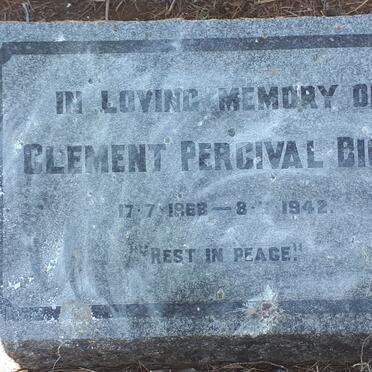 IN LOVING MEMORY O
CLEMENT PERCIVAL
17·7·1868 — 8· 1942.
"REST IN PEACE."